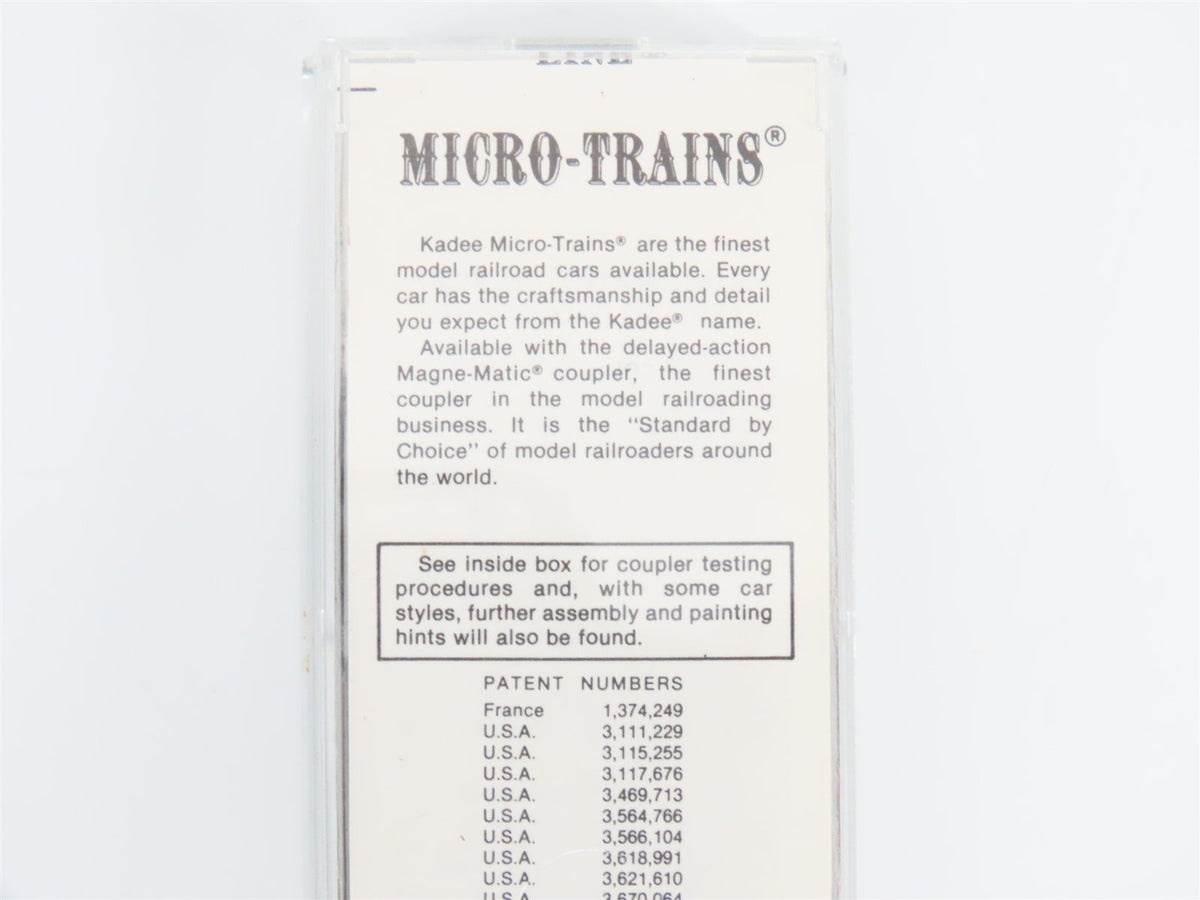 LINE®
MICRO-TRAINS®
Kadee Micro-Trains® are the finest
model railroad cars available. Every
car has the craftsmanship and detail
you expect from the Kadee® name.
Available with the delayed-action
Magne-Matic® coupler, the finest
coupler in the model railroading
business. It is the "Standard by
Choice" of model railroaders around
the world.
See inside box for coupler testing
procedures and, with some car
styles, further assembly and painting
hints will also be found.
PATENT NUMBERS
France 1,374,249
U.S.A. 3,111,229
U.S.A. 3,115,255
U.S.A. 3,117,676
U.S.A. 3,469,713
U.S.A. 3,564,766
U.S.A. 3,566,104
U.S.A. 3,618,991
U.S.A. 3,621,610
U.S.A. 3,670,064